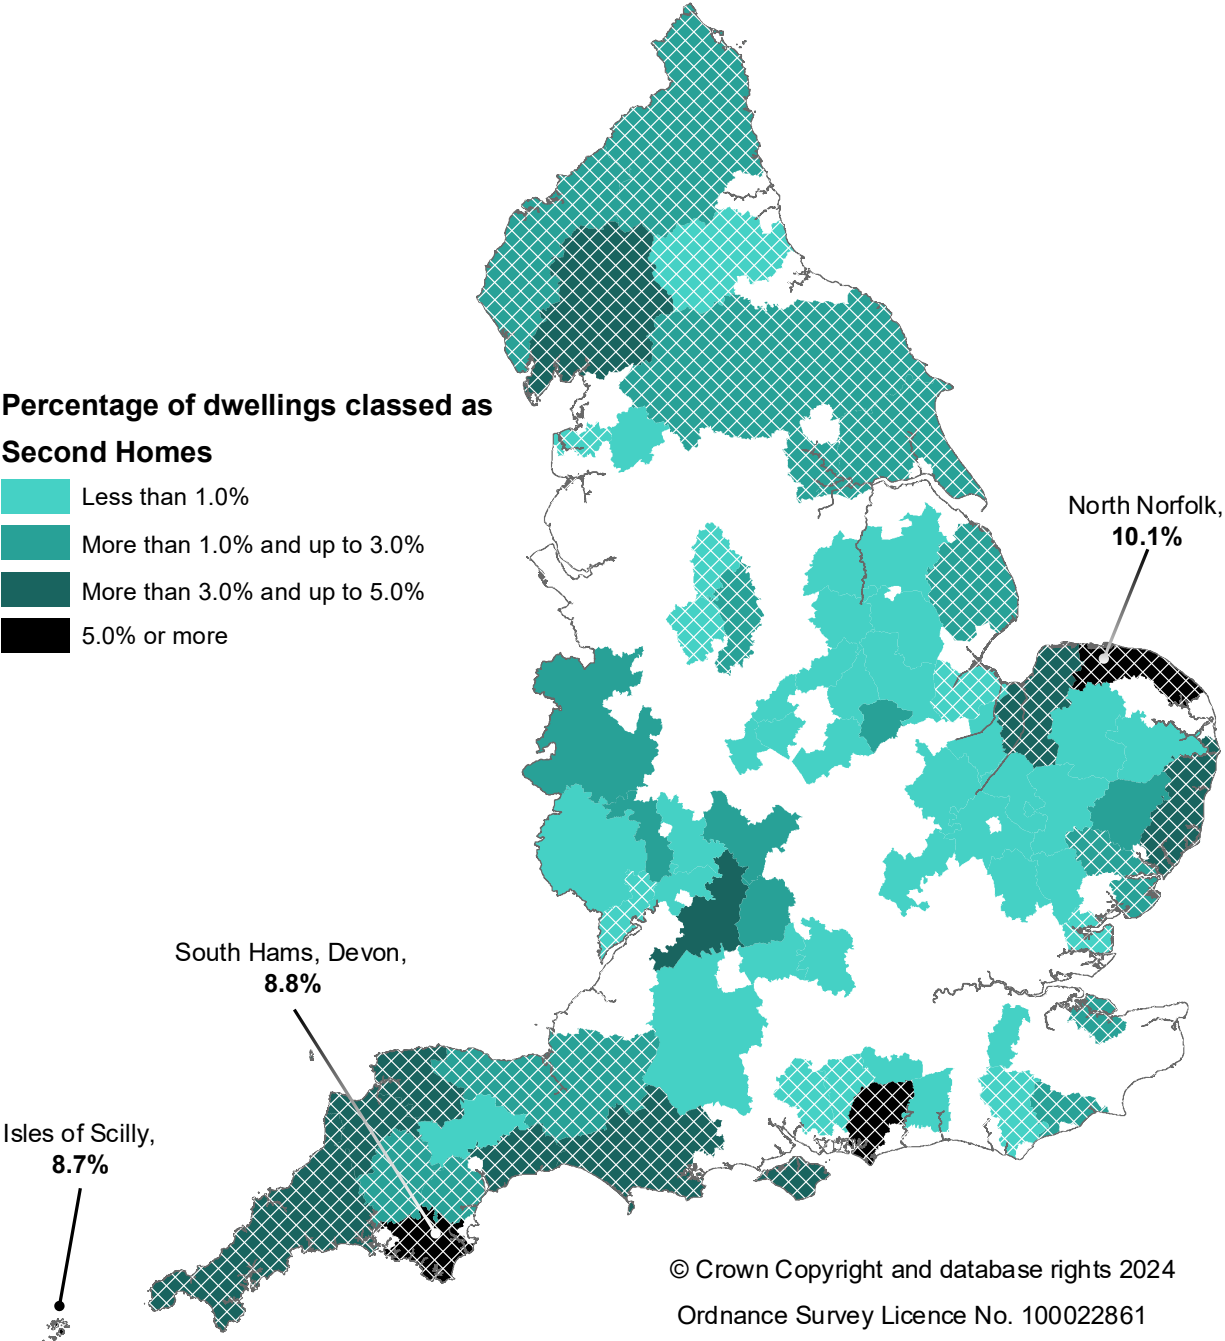 Percentage of dwellings classed as
Second Homes
Less than 1.0%
More than 1.0% and up to 3.0%
More than 3.0% and up to 5.0%
5.0% or more
North Norfolk,
10.1%
South Hams, Devon,
8.8%
Isles of Scilly,
8.7%
© Crown Copyright and database rights 2024
Ordnance Survey Licence No. 100022861